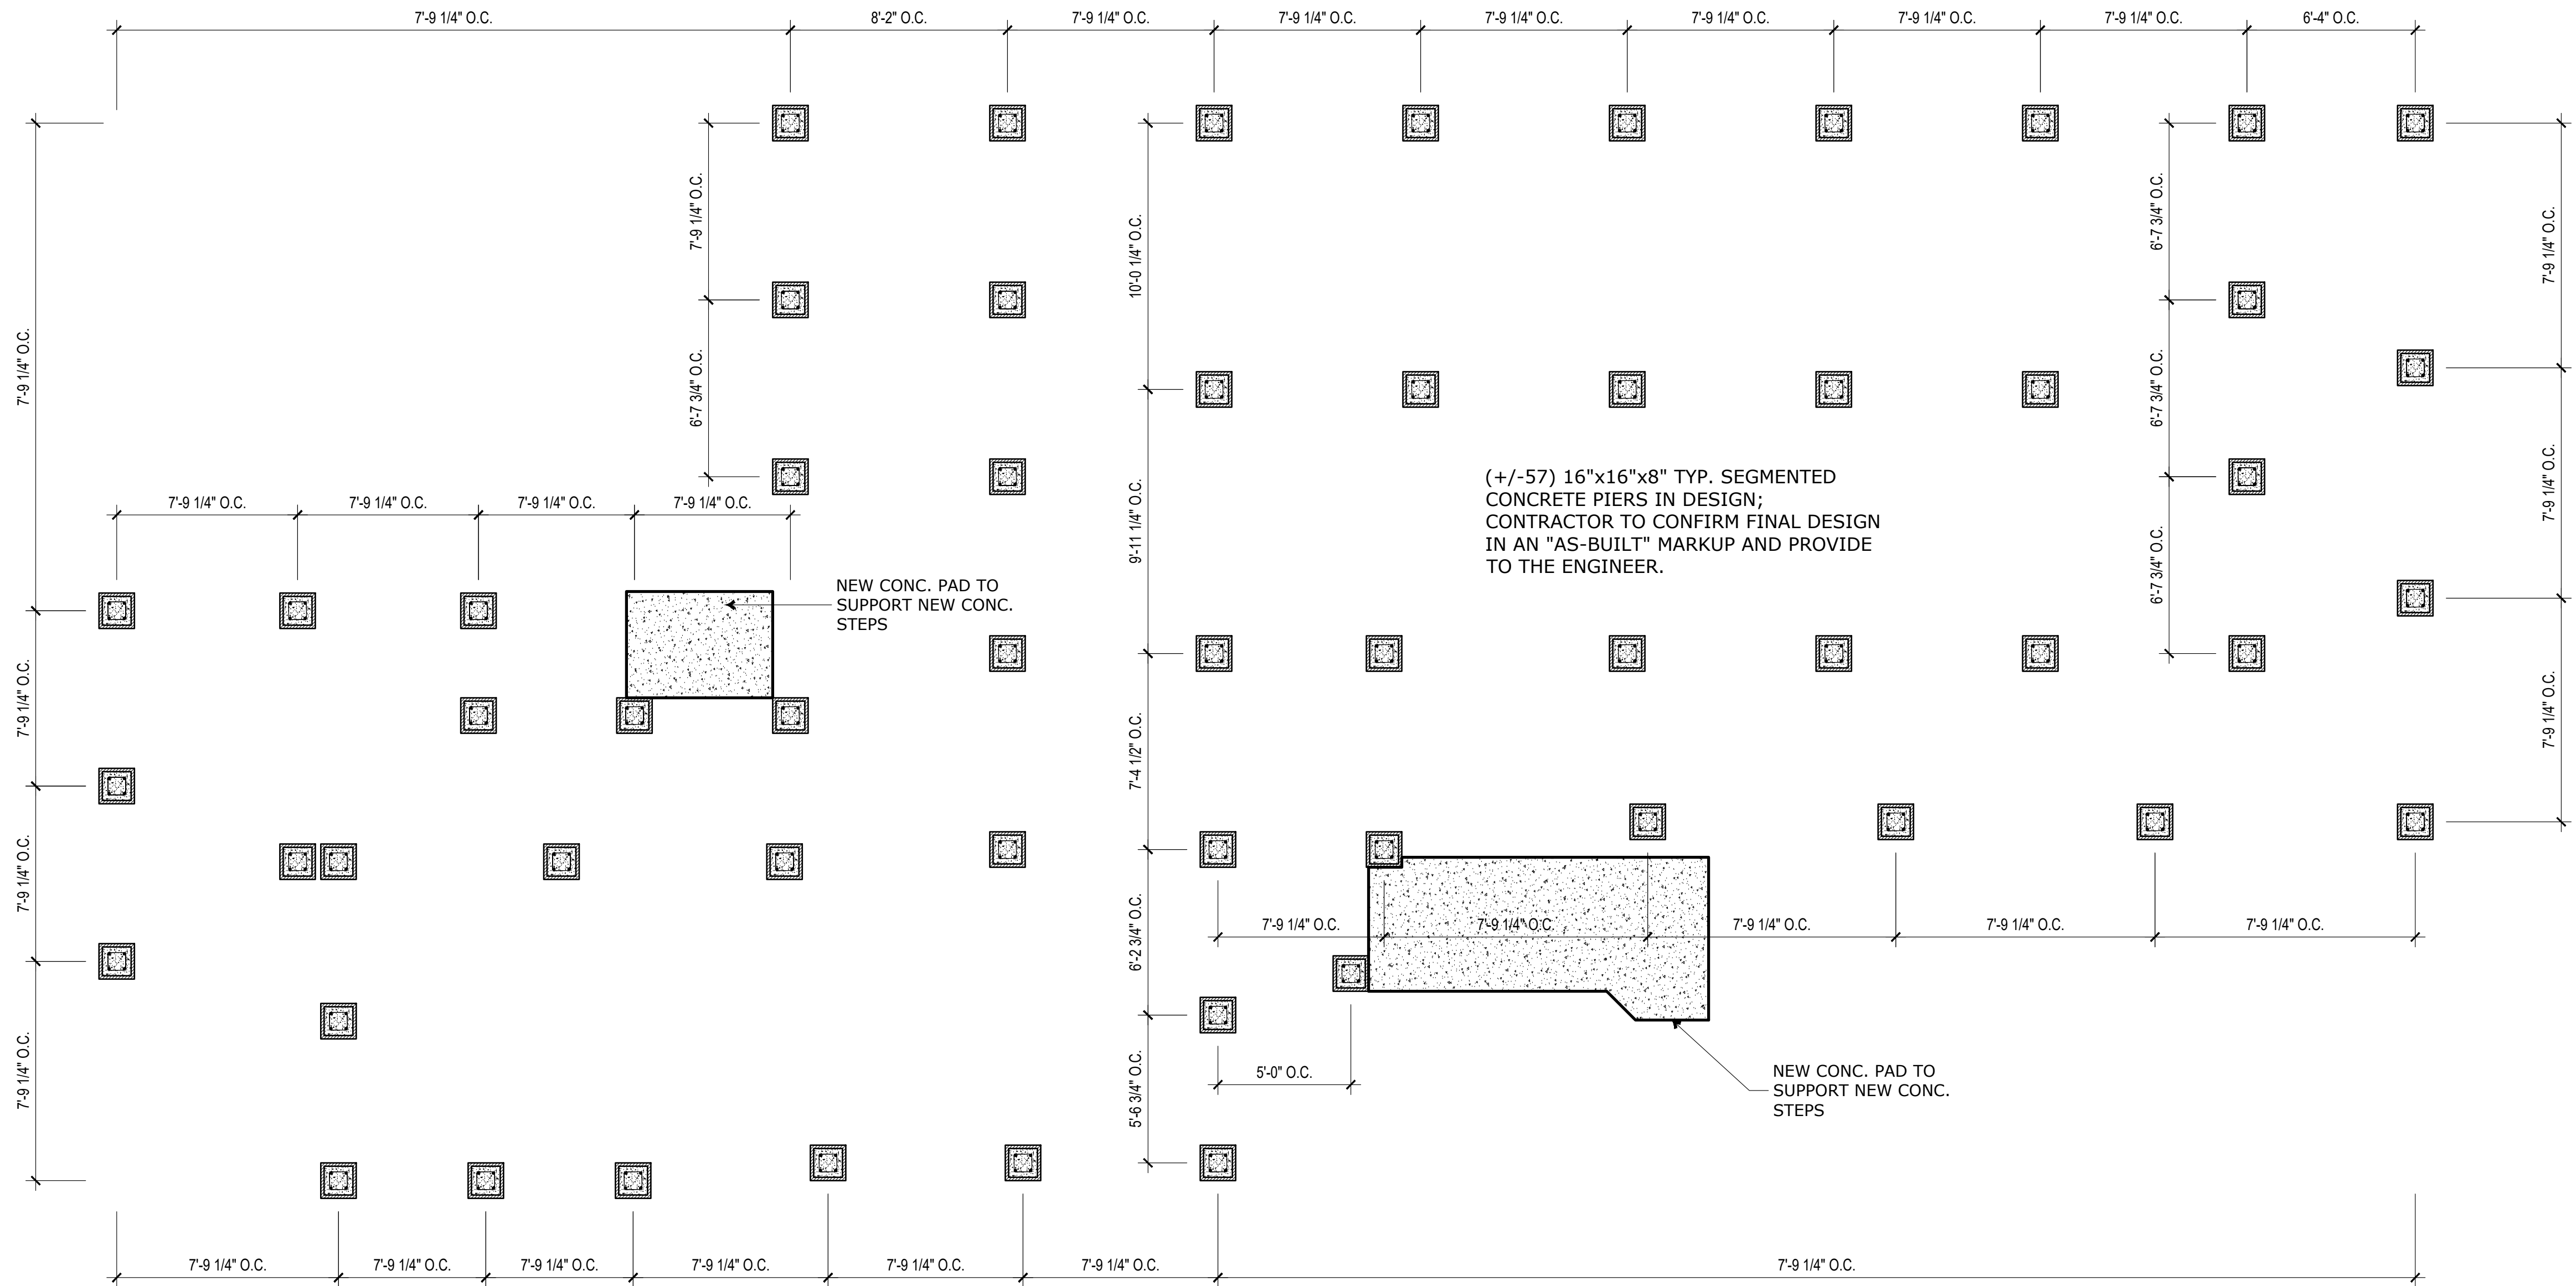 7'-9 1/4" O.C.
8'-2" O.C.
7'-9 1/4" O.C.
7'-9 1/4" O.C.
7'-9 1/4" O.C.
7'-9 1/4" O.C.
7'-9 1/4" O.C.
7'-9 1/4" O.C.
6'-4" O.C.
7'-9 1/4" O.C.
7'-9 1/4" O.C.
7'-9 1/4" O.C.
7'-9 1/4" O.C.
7'-9 1/4" O.C.
6'-7 3/4" O.C.
10'-0 1/4" O.C.
9'-11 1/4" O.C.
7'-4 1/2" O.C.
6'-2 3/4" O.C.
5'-6 3/4" O.C.
6'-7 3/4" O.C.
6'-7 3/4" O.C.
6'-7 3/4" O.C.
7'-9 1/4" O.C.
7'-9 1/4" O.C.
7'-9 1/4" O.C.
7'-9 1/4" O.C.
7'-9 1/4" O.C.
7'-9 1/4" O.C.
7'-9 1/4" O.C.
(+/-57) 16"x16"x8" TYP. SEGMENTED
CONCRETE PIERS IN DESIGN;
CONTRACTOR TO CONFIRM FINAL DESIGN
IN AN "AS-BUILT" MARKUP AND PROVIDE
TO THE ENGINEER.
NEW CONC. PAD TO
SUPPORT NEW CONC.
STEPS
7'-9 1/4" O.C.
7'-9 1/4" O.C.
7'-9 1/4" O.C.
7'-9 1/4" O.C.
7'-9 1/4" O.C.
5'-0" O.C.
NEW CONC. PAD TO
SUPPORT NEW CONC.
STEPS
7'-9 1/4" O.C.
7'-9 1/4" O.C.
7'-9 1/4" O.C.
7'-9 1/4" O.C.
7'-9 1/4" O.C.
7'-9 1/4" O.C.
7'-9 1/4" O.C.